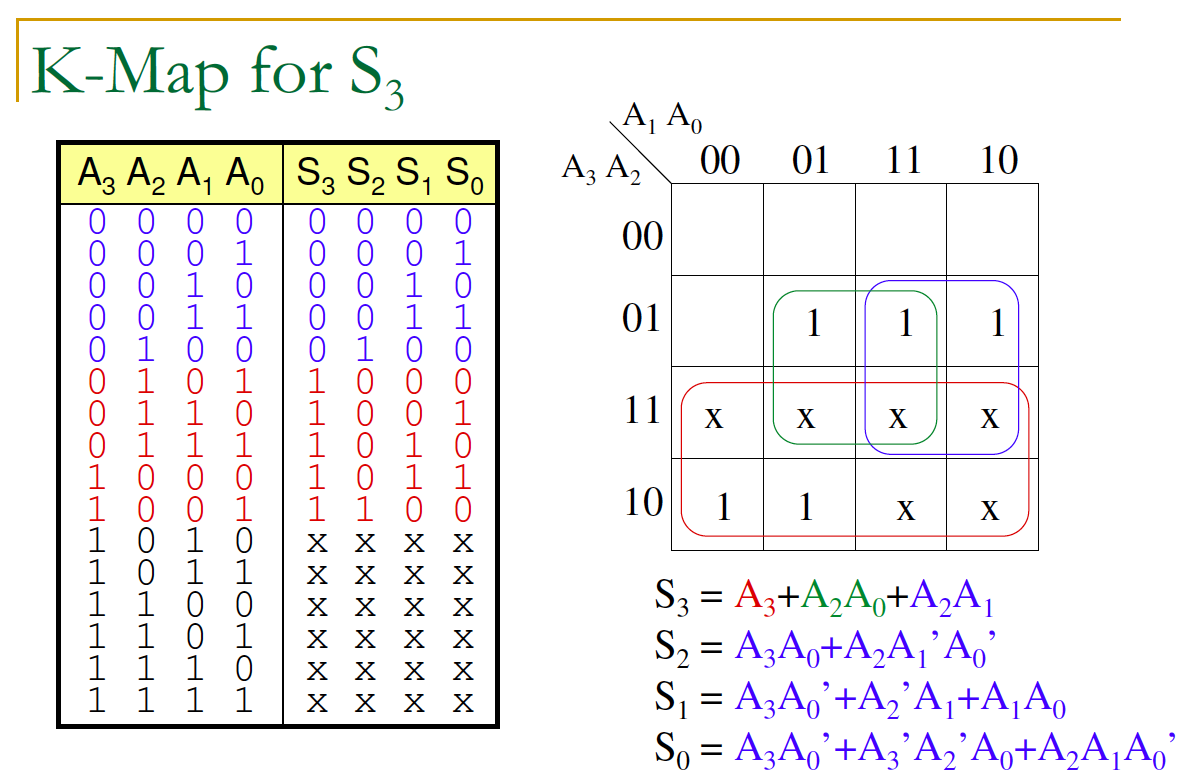 K-Map for S₃
A₃ A₂ A₁ A₀ S₃ S₂ S₁ S₀
0 0 0 0 0 0 0 0
0 0 0 1 0 0 0 1
0 0 1 0 0 0 1 0
0 0 1 1 0 0 1 1
0 1 0 0 0 1 0 0
0 1 0 1 1 0 0 0
0 1 1 0 1 0 0 1
0 1 1 1 1 0 1 0
1 0 0 0 1 0 1 1
1 0 0 1 1 1 0 0
1 0 1 0 x x x x
1 0 1 1 x x x x
1 1 0 0 x x x x
1 1 0 1 x x x x
1 1 1 0 x x x x
1 1 1 1 x x x x
A₁ A₀
A₃ A₂
00 01 11 10
00
01 1 1 1
11 x x x x
10 1 1 x x
S₃ = A₃+A₂A₀+A₂A₁
S₂ = A₃A₀+A₂A₁’A₀’
S₁ = A₃A₀’+A₂’A₁+A₁A₀
S₀ = A₃A₀’+A₃’A₂’A₀+A₂A₁A₀’